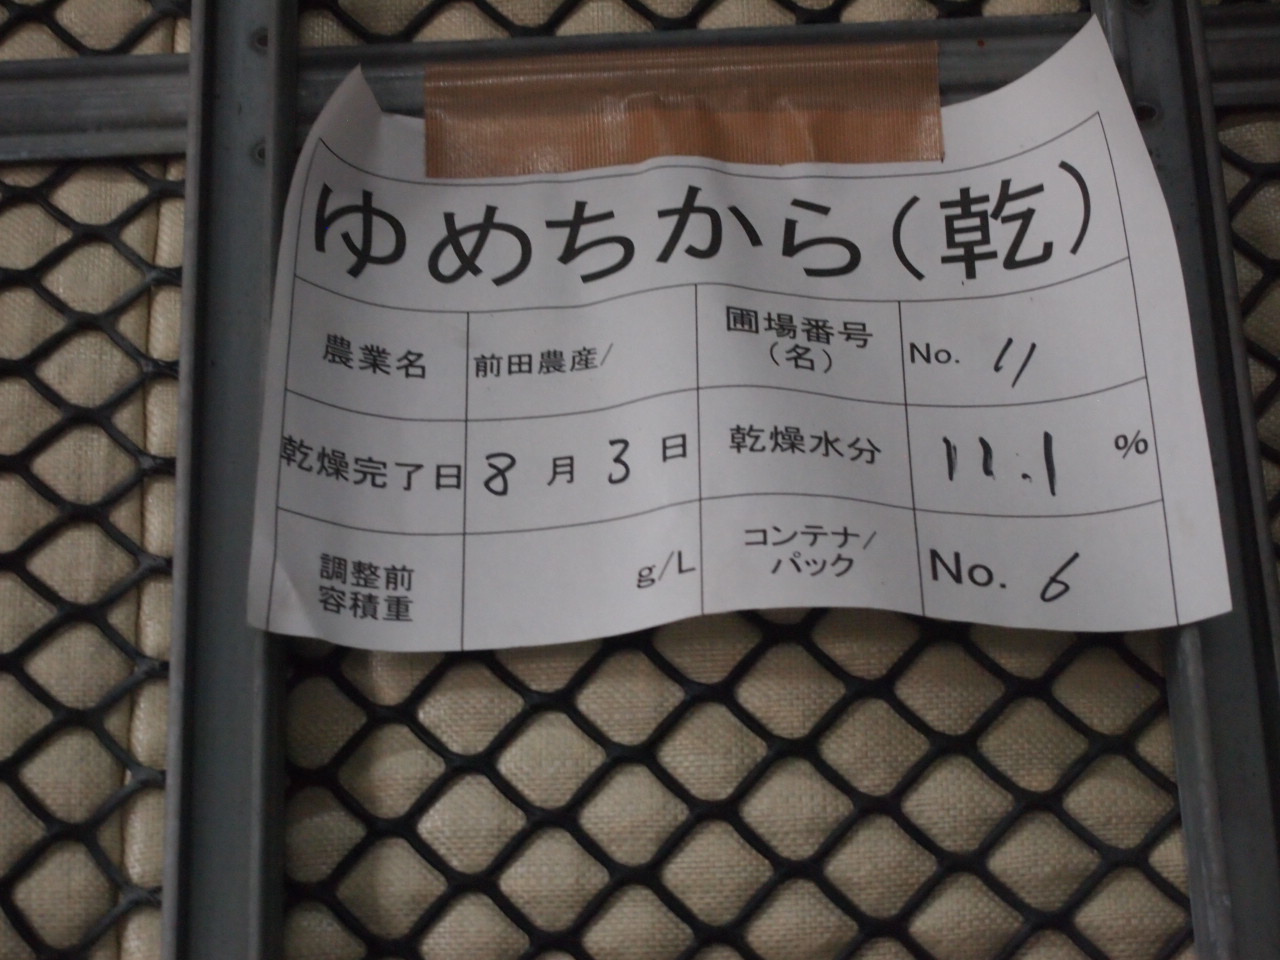 ゆめちから(乾)
農業名 前田農産/ 圃場番号(名) No. 11
乾燥完了日 8月3日 乾燥水分 11.1 %
調整前容積重 g/L コンテナ/パック No. 6